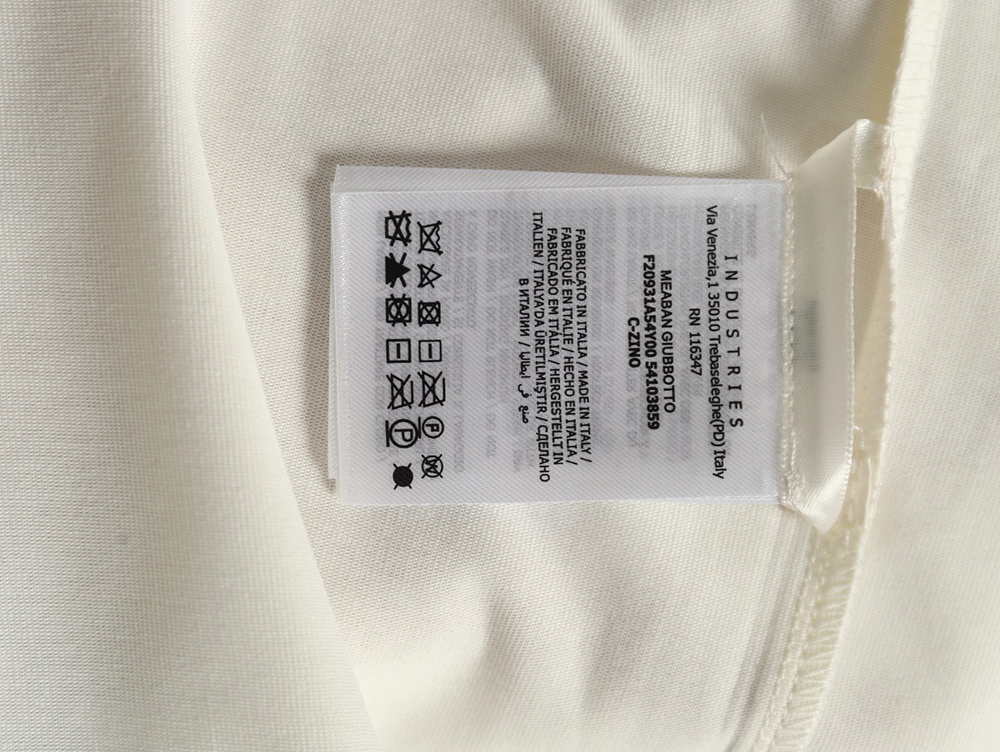 INDUSTRIES
Via Venezia,1 35010 Trebaseleghe(PD) Italy
RN 116347
MEABAN GIUBBOTTO
F20931A54Y00 54103859
C-ZINO
FABBRICATO IN ITALIA / MADE IN ITALY /
FABRIQUÉ EN ITALIE / HECHO EN ITALIA /
FABRICADO EM ITÁLIA / HERGESTELLT IN
ITALIEN / ITALYA'DA ÜRETILMIŞTIR / СДЕЛАНО
В ИТАЛИИ / صنع في ايطاليا